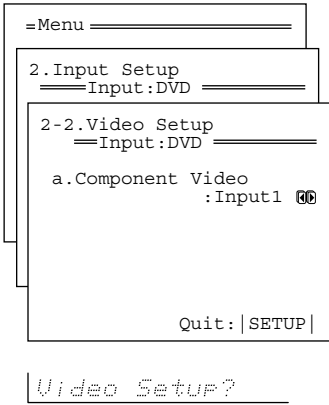 =Menu
2.Input Setup
Input:DVD
2-2.Video Setup
Input:DVD
a.Component Video
:Input1
Quit:|SETUP|
Video Setup?